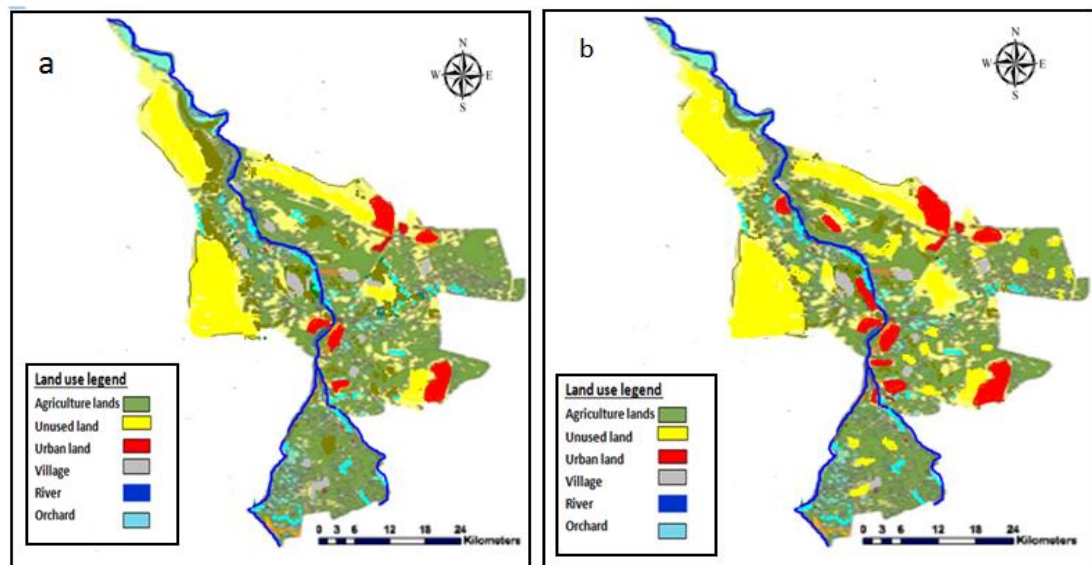 a
N
W E
S
Land use legend
Agriculture lands
Unused land
Urban land
Village
River
Orchard
0 3 6 12 18 24
Kilometers
b
N
W E
S
Land use legend
Agriculture lands
Unused land
Urban land
Village
River
Orchard
0 3 6 12 18 24
Kilometers